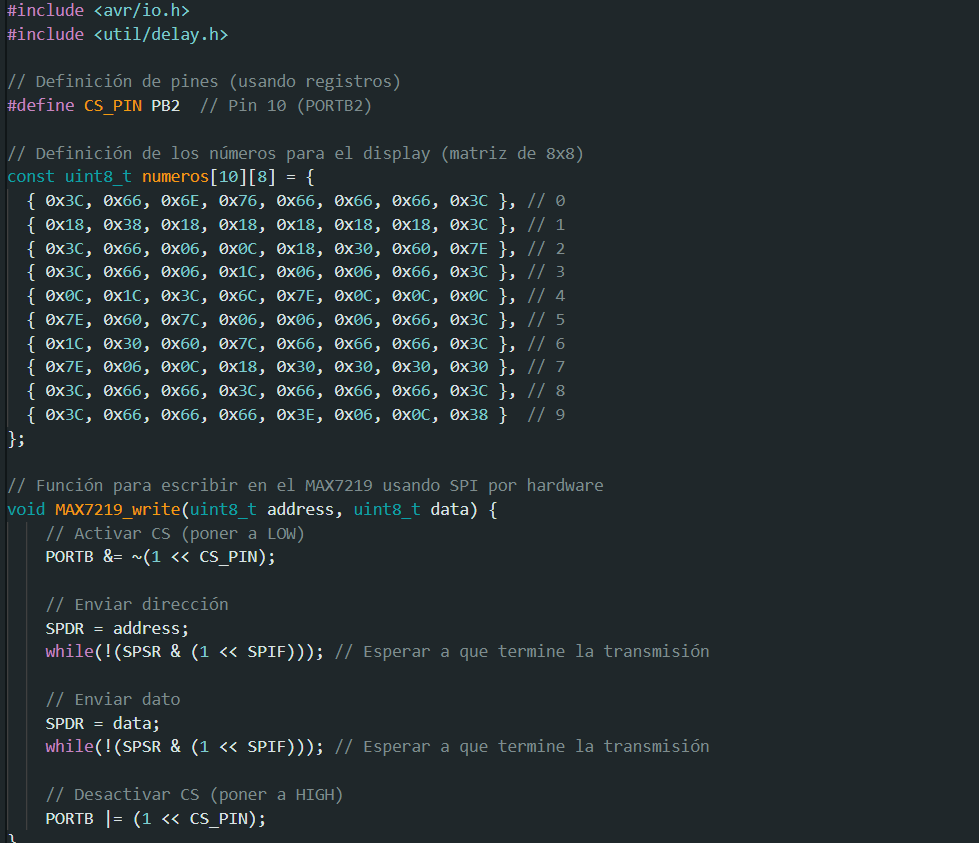 #include <avr/io.h>
#include <util/delay.h>
// Definición de pines (usando registros)
#define CS_PIN PB2  // Pin 10 (PORTB2)
// Definición de los números para el display (matriz de 8x8)
const uint8_t numeros[10][8] = {
  { 0x3C, 0x66, 0x6E, 0x76, 0x66, 0x66, 0x66, 0x3C }, // 0
  { 0x18, 0x38, 0x18, 0x18, 0x18, 0x18, 0x18, 0x3C }, // 1
  { 0x3C, 0x66, 0x06, 0x0C, 0x18, 0x30, 0x60, 0x7E }, // 2
  { 0x3C, 0x66, 0x06, 0x1C, 0x06, 0x06, 0x66, 0x3C }, // 3
  { 0x0C, 0x1C, 0x3C, 0x6C, 0x7E, 0x0C, 0x0C, 0x0C }, // 4
  { 0x7E, 0x60, 0x7C, 0x06, 0x06, 0x06, 0x66, 0x3C }, // 5
  { 0x1C, 0x30, 0x60, 0x7C, 0x66, 0x66, 0x66, 0x3C }, // 6
  { 0x7E, 0x06, 0x0C, 0x18, 0x30, 0x30, 0x30, 0x30 }, // 7
  { 0x3C, 0x66, 0x66, 0x3C, 0x66, 0x66, 0x66, 0x3C }, // 8
  { 0x3C, 0x66, 0x66, 0x66, 0x3E, 0x06, 0x0C, 0x38 }  // 9
};
// Función para escribir en el MAX7219 usando SPI por hardware
void MAX7219_write(uint8_t address, uint8_t data) {
    // Activar CS (poner a LOW)
    PORTB &= ~(1 << CS_PIN);
    // Enviar dirección
    SPDR = address;
    while(!(SPSR & (1 << SPIF))); // Esperar a que termine la transmisión
    // Enviar dato
    SPDR = data;
    while(!(SPSR & (1 << SPIF))); // Esperar a que termine la transmisión
    // Desactivar CS (poner a HIGH)
    PORTB |= (1 << CS_PIN);
}